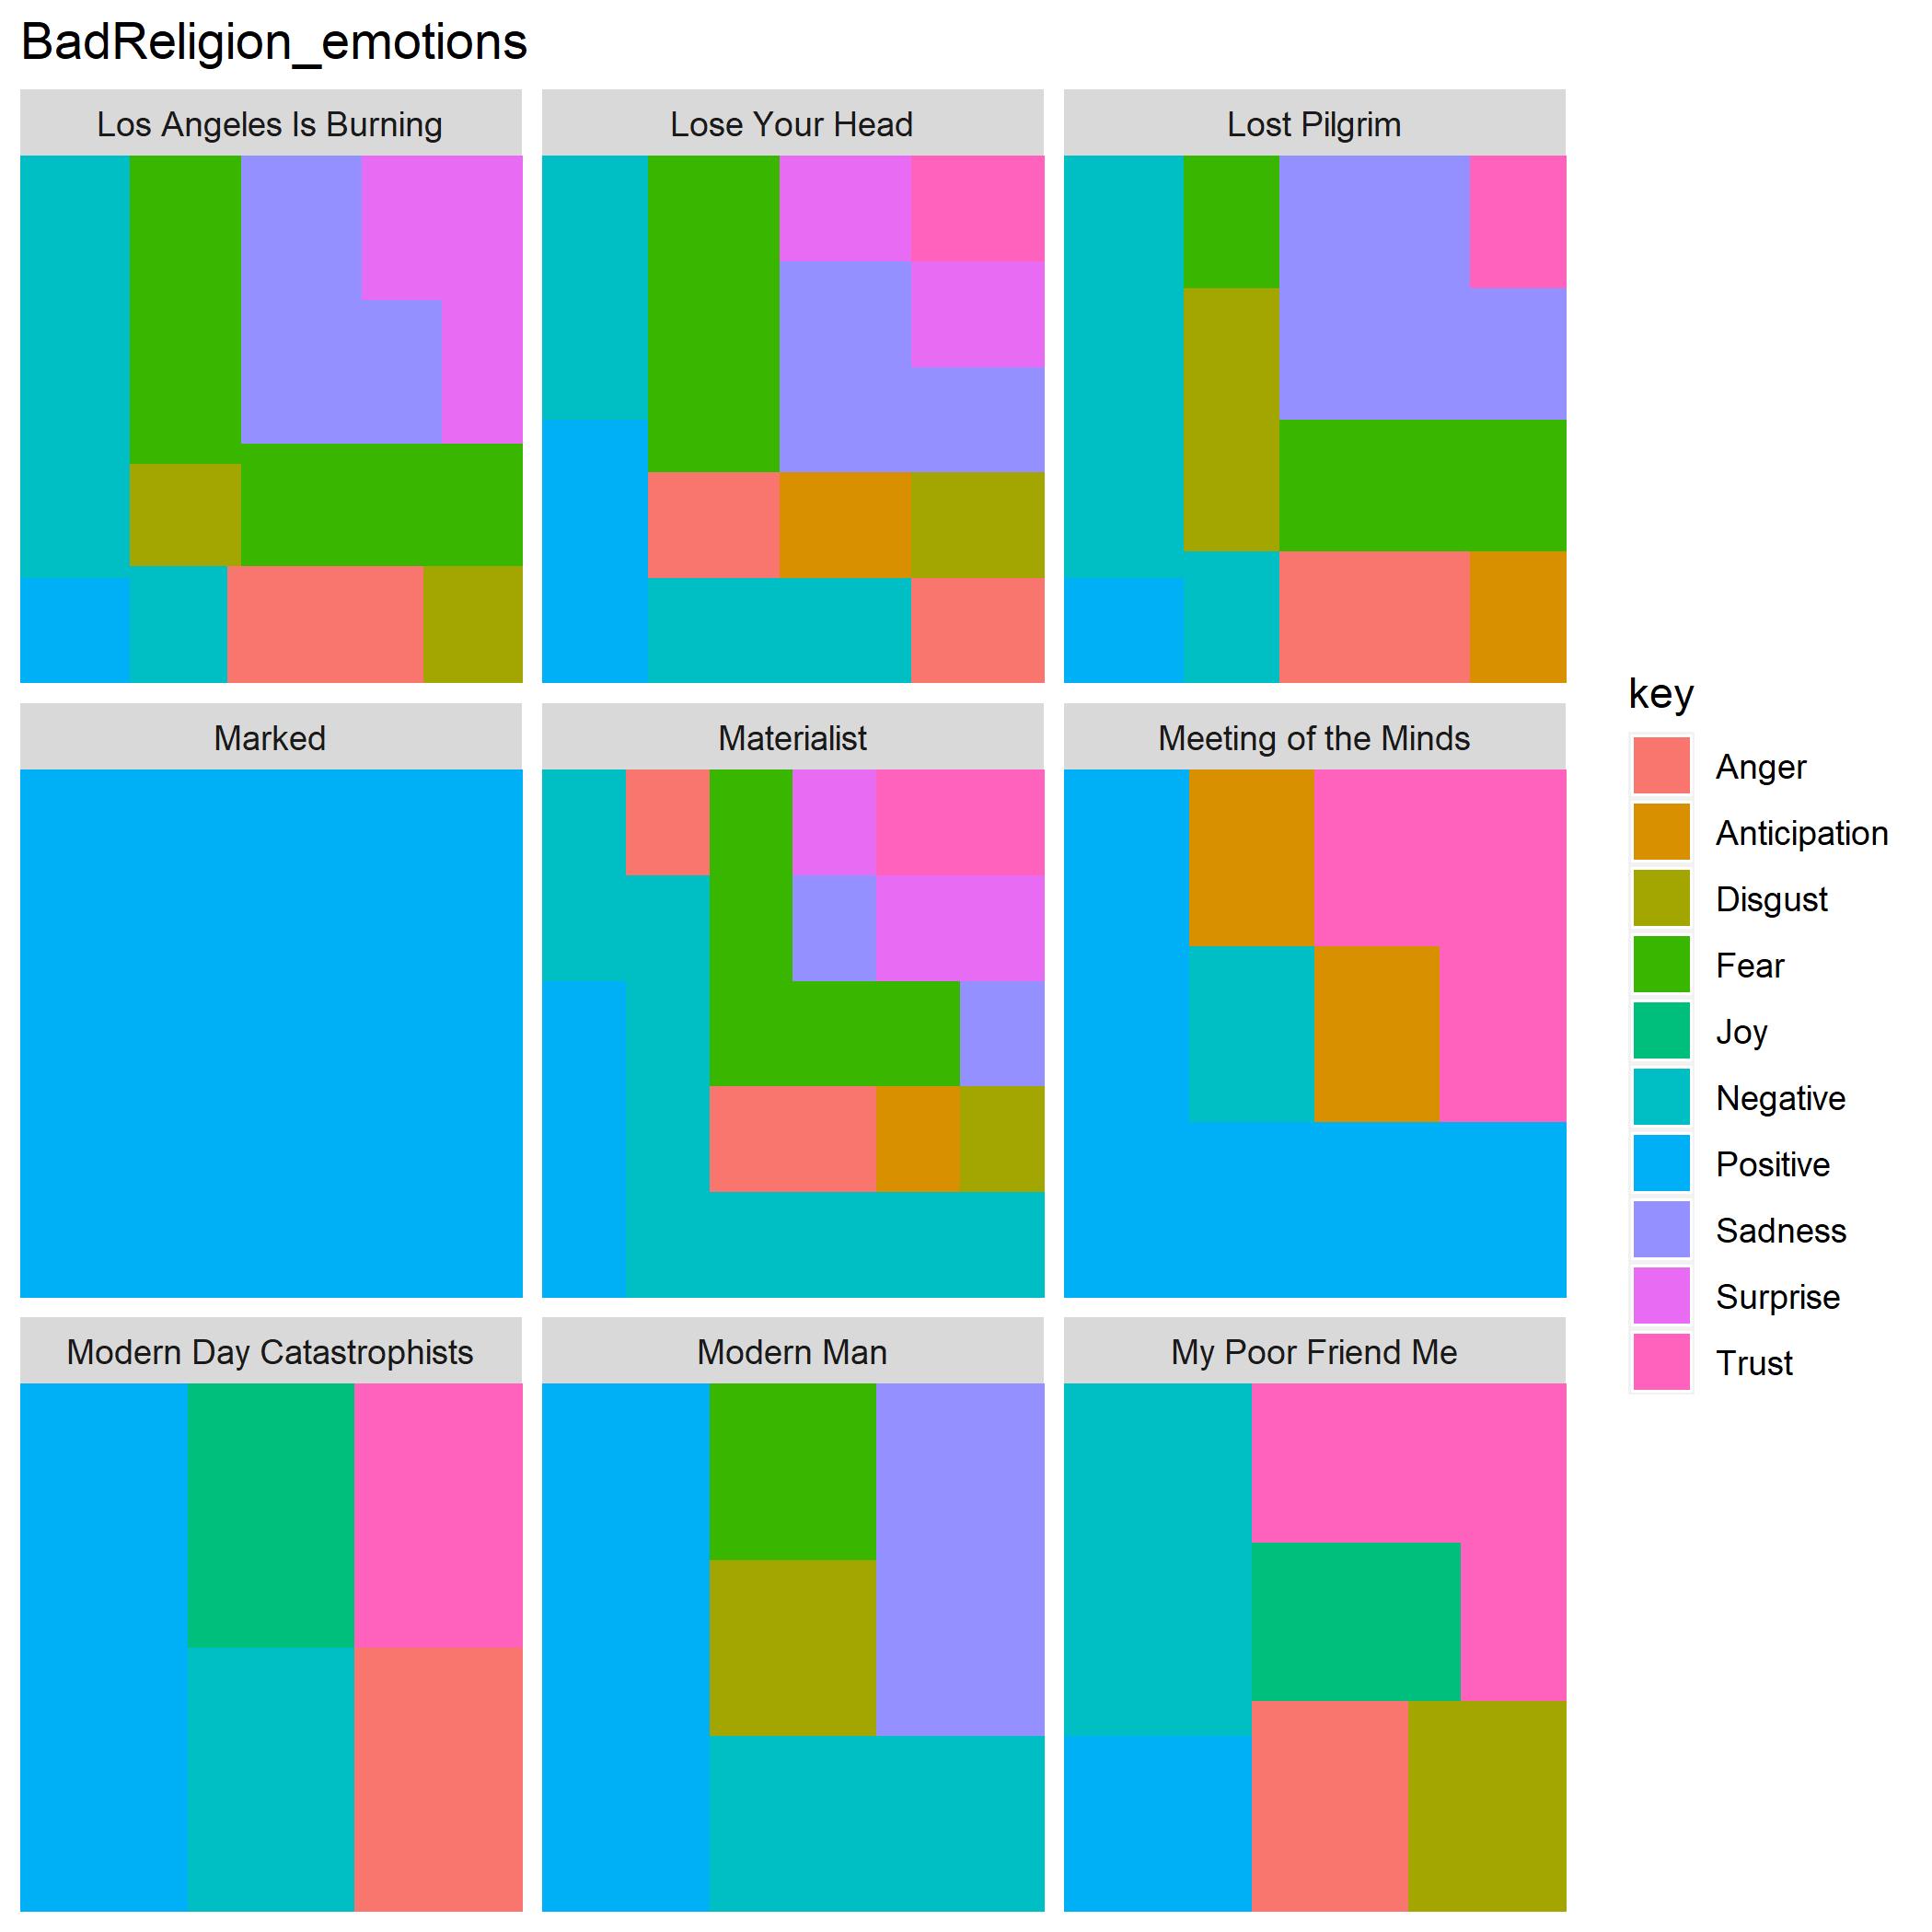 BadReligion_emotions
Los Angeles Is Burning
Lose Your Head
Lost Pilgrim
Marked
Materialist
Meeting of the Minds
Modern Day Catastrophists
Modern Man
My Poor Friend Me
key
Anger
Anticipation
Disgust
Fear
Joy
Negative
Positive
Sadness
Surprise
Trust